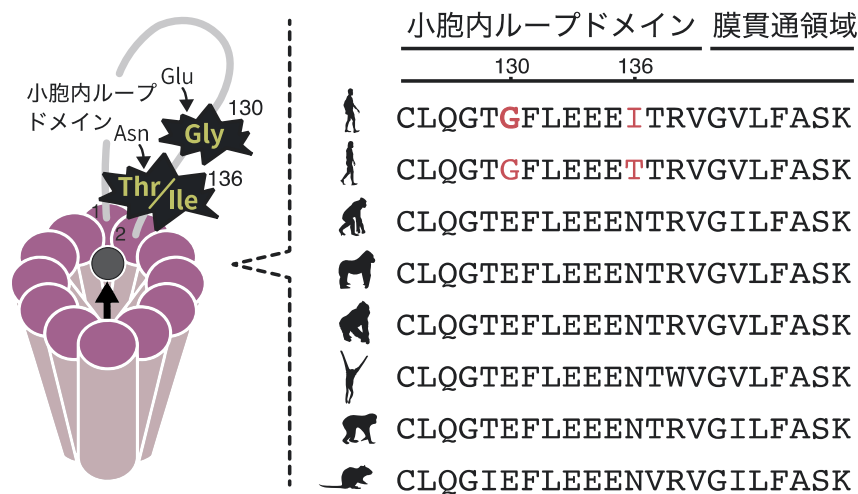 小胞内ループドメイン 膜貫通領域
130 136
CLQGTGFLEEEITRVGVLFASK
CLQGTGFLEEETTRVGVLFASK
CLQGTEFLEEENTRVGILFASK
CLQGTEFLEEENTRVGVLFASK
CLQGTEFLEEENTRVGVLFASK
CLQGTEFLEEENTWVGVLFASK
CLQGTEFLEEENTRVGILFASK
CLQGIEFLEEENVRVGILFASK
Glu
小胞内ループ
ドメイン
130
Gly
Asn
136
Thr/Ile
1
2